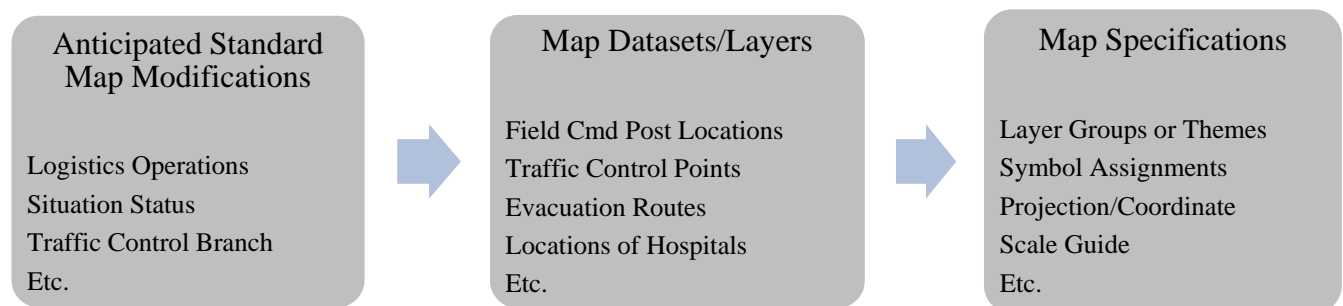 Anticipated Standard
Map Modifications
Logistics Operations
Situation Status
Traffic Control Branch
Etc.
Map Datasets/Layers
Field Cmd Post Locations
Traffic Control Points
Evacuation Routes
Locations of Hospitals
Etc.
Map Specifications
Layer Groups or Themes
Symbol Assignments
Projection/Coordinate
Scale Guide
Etc.